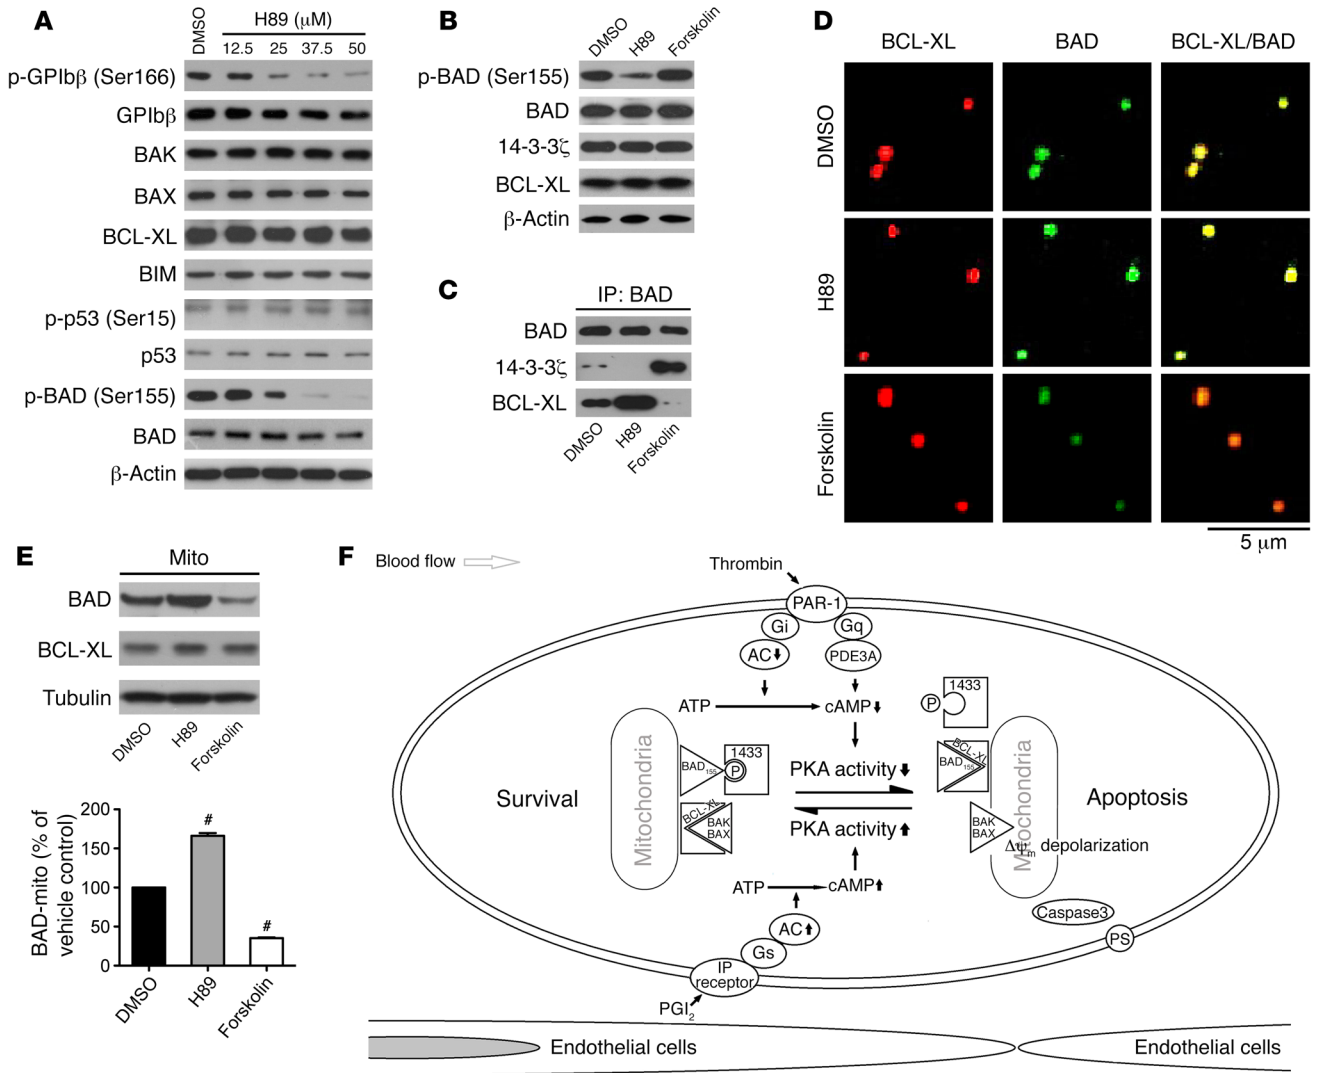 A
DMSO
H89 (μM)
12.5 25 37.5 50
p-GPIbβ (Ser166)
GPIbβ
BAK
BAX
BCL-XL
BIM
p-p53 (Ser15)
p53
p-BAD (Ser155)
BAD
β-Actin
B
DMSO H89 Forskolin
p-BAD (Ser155)
BAD
14-3-3ζ
BCL-XL
β-Actin
C
IP: BAD
BAD
14-3-3ζ
BCL-XL
DMSO H89 Forskolin
D
BCL-XL BAD BCL-XL/BAD
DMSO
H89
Forskolin
5 μm
E
Mito
BAD
BCL-XL
Tubulin
DMSO H89 Forskolin
BAD-mito (% of
vehicle control)
200
150
100
50
0
#
#
DMSO H89 Forskolin
F
Blood flow
Thrombin
PAR-1
Gi Gq
AC PDE3A
ATP cAMP
P 1433
Mitochondria
BAD155 P 1433
BCL-XL
BAK
BAX
Survival
PKA activity
PKA activity
BCL-XL
BAD155
BAK
BAX
Mitochondria
Apoptosis
Δψm depolarization
ATP cAMP
AC
Gs
IP
receptor
PGI2
Caspase3
PS
Endothelial cells Endothelial cells